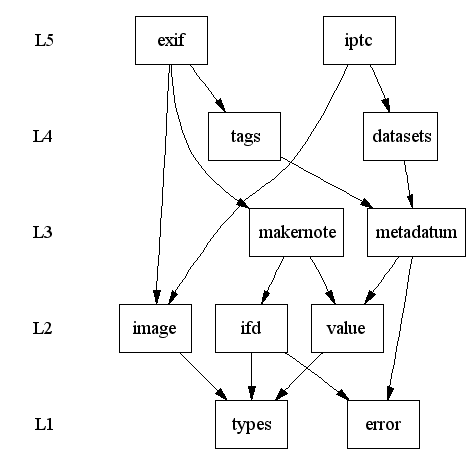 L5 exif iptc
L4 tags datasets
L3 makernote metadatum
L2 image ifd value
L1 types error